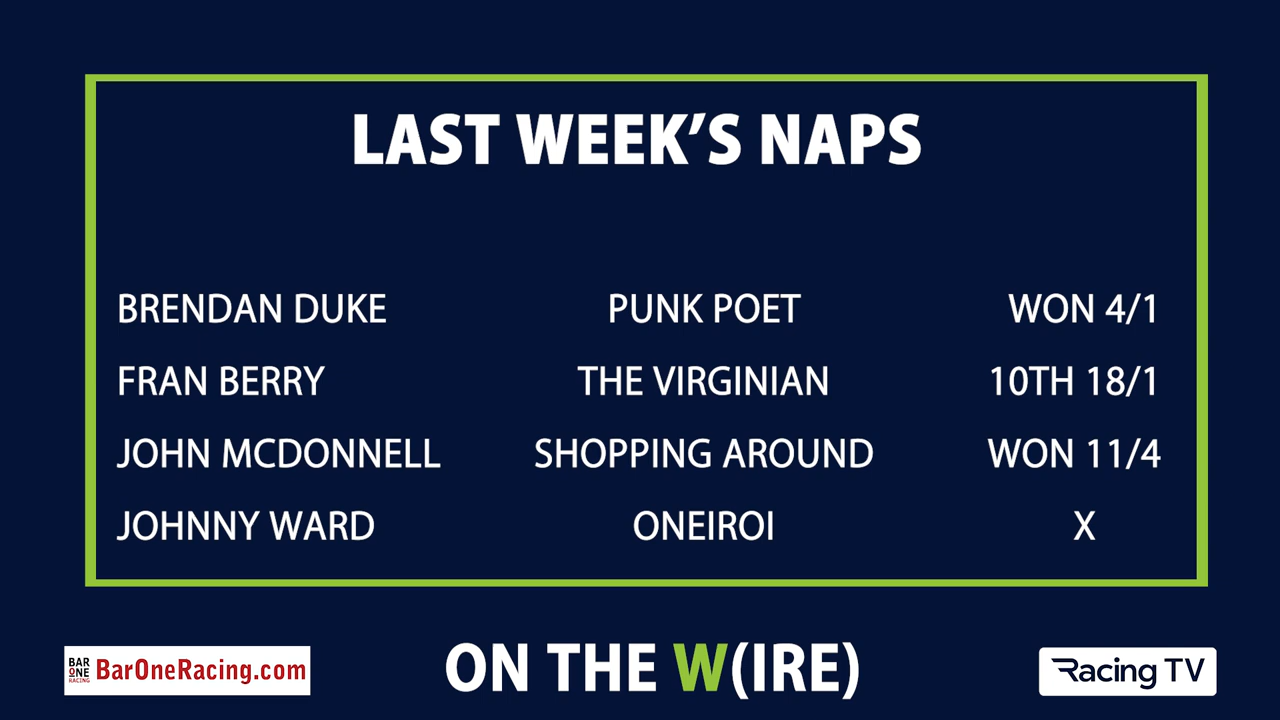 LAST WEEK'S NAPS
BRENDAN DUKE PUNK POET WON 4/1
FRAN BERRY THE VIRGINIAN 10TH 18/1
JOHN MCDONNELL SHOPPING AROUND WON 11/4
JOHNNY WARD ONEIROI X
BAR ONE RACING BarOneRacing.com
ON THE W(IRE)
Racing TV